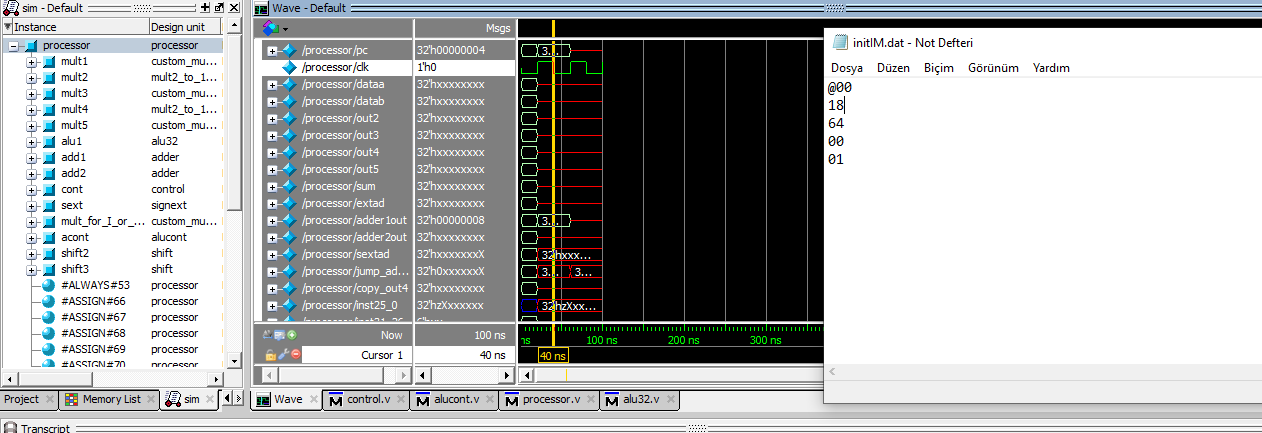 sim - Default
Instance Design unit
processor processor
mult1 custom_mu...
mult2 mult2_to_1...
mult3 custom_mu...
mult4 mult2_to_1...
mult5 custom_mu...
alu1 alu32
add1 adder
add2 adder
cont control
sext signext
mult_for_I_or_... custom_mu...
acont alucont
shift2 shift
shift3 shift
#ALWAYS#53 processor
#ASSIGN#66 processor
#ASSIGN#67 processor
#ASSIGN#68 processor
#ASSIGN#69 processor
#ASSIGN#70 processor
Project Memory List sim
Wave - Default
Msgs
/processor/pc 32'h00000004 3...
/processor/clk 1'h0
/processor/dataa 32'hxxxxxxxx
/processor/datab 32'hxxxxxxxx
/processor/out2 32'hxxxxxxxx
/processor/out3 32'hxxxxxxxx
/processor/out4 32'hxxxxxxxx
/processor/out5 32'hxxxxxxxx
/processor/sum 32'hxxxxxxxx
/processor/extad 32'hxxxxxxxx
/processor/adder1out 32'h00000008 3...
/processor/adder2out 32'hxxxxxxxx
/processor/sextad 32'hxxxxxxxX 32'hxxx...
/processor/jump_ad... 32'h0xxxxxxX 3... 3...
/processor/copy_out4 32'hxxxxxxxx
/processor/inst25_0 32'hzXxxxxxx 32'hzXxx...
Now 100 ns ns 100 ns 200 ns 300 ns
Cursor 1 40 ns 40 ns
Wave control.v alucont.v processor.v alu32.v
initIM.dat - Not Defteri
Dosya Düzen Biçim Görünüm Yardım
@00
18
64
00
01
Transcript